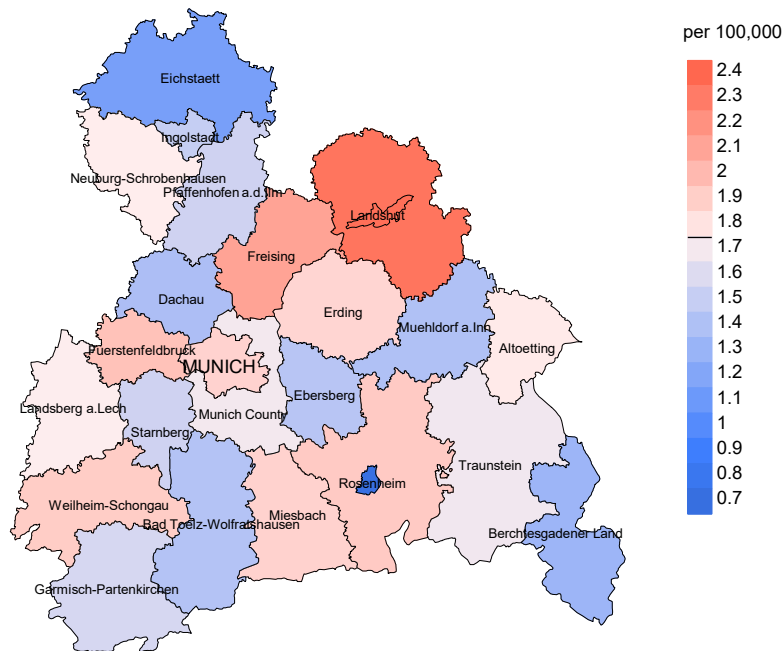 per 100,000
2.4
2.3
2.2
2.1
2
1.9
1.8
1.7
1.6
1.5
1.4
1.3
1.2
1.1
1
0.9
0.8
0.7
Eichstaett
Ingolstadt
Neuburg-Schrobenhausen
Pfaffenhofen a.d.Ilm
Landshut
Freising
Dachau
Erding
Muehldorf a.Inn
Altoetting
Fuerstenfeldbruck
MUNICH
Ebersberg
Landsberg a.Lech
Munich County
Starnberg
Traunstein
Rosenheim
Weilheim-Schongau
Miesbach
Bad Toelz-Wolfratshausen
Berchtesgadener Land
Garmisch-Partenkirchen